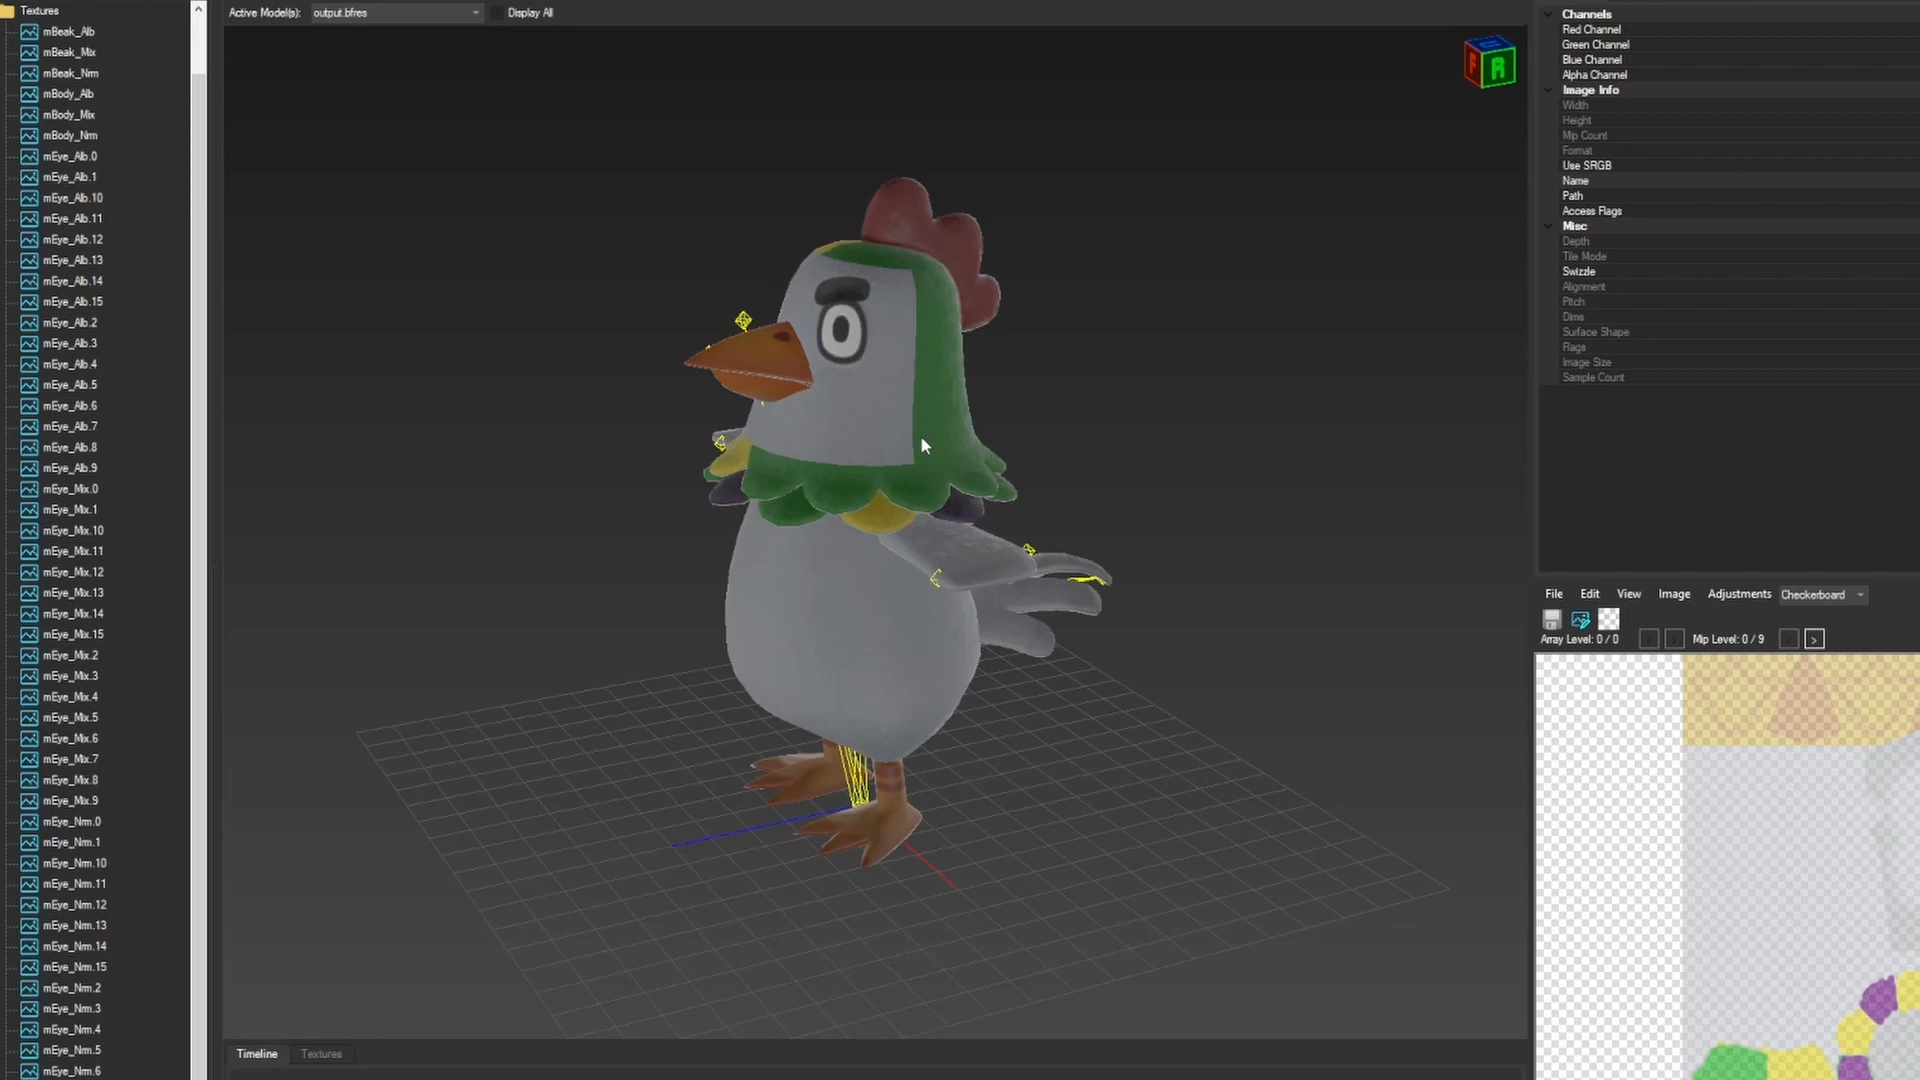 Textures
mBeak_Alb
mBeak_Mix
mBeak_Nrm
mBody_Alb
mBody_Mix
mBody_Nrm
mEye_Alb.0
mEye_Alb.1
mEye_Alb.10
mEye_Alb.11
mEye_Alb.12
mEye_Alb.13
mEye_Alb.14
mEye_Alb.15
mEye_Alb.2
mEye_Alb.3
mEye_Alb.4
mEye_Alb.5
mEye_Alb.6
mEye_Alb.7
mEye_Alb.8
mEye_Alb.9
mEye_Mix.0
mEye_Mix.1
mEye_Mix.10
mEye_Mix.11
mEye_Mix.12
mEye_Mix.13
mEye_Mix.14
mEye_Mix.15
mEye_Mix.2
mEye_Mix.3
mEye_Mix.4
mEye_Mix.5
mEye_Mix.6
mEye_Mix.7
mEye_Mix.8
mEye_Mix.9
mEye_Nrm.0
mEye_Nrm.1
mEye_Nrm.10
mEye_Nrm.11
mEye_Nrm.12
mEye_Nrm.13
mEye_Nrm.14
mEye_Nrm.15
mEye_Nrm.2
mEye_Nrm.3
mEye_Nrm.4
mEye_Nrm.5
mEye_Nrm.6
Active Model(s): output.bfres Display All
F R
Timeline Textures
Channels
Red Channel
Green Channel
Blue Channel
Alpha Channel
Image Info
Width
Height
Mip Count
Format
Use SRGB
Name
Path
Access Flags
Misc
Depth
Tile Mode
Swizzle
Alignment
Pitch
Dims
Surface Shape
Flags
Image Size
Sample Count
File Edit View Image Adjustments Checkerboard
Array Level: 0 / 0 < > Mip Level: 0 / 9 < >